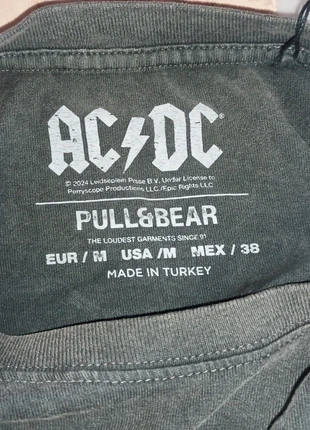 AC⚡DC®
© 2024 Leidseplein Presse B.V. Under License to
Perryscope Productions LLC./Epic Rights LLC
PULL&BEAR
THE LOUDEST GARMENTS SINCE 91
EUR / M USA /M MEX / 38
MADE IN TURKEY